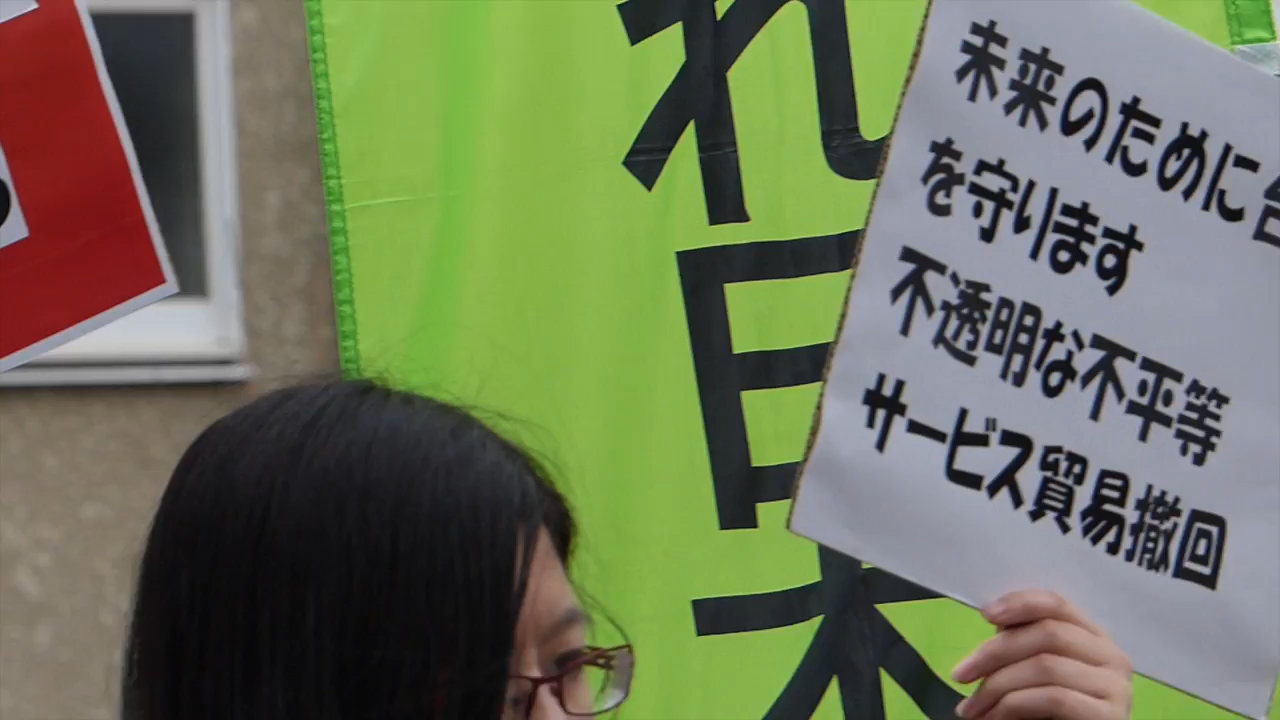 れ日本
未来のために台
を守ります
不透明な不平等
サービス貿易撤回